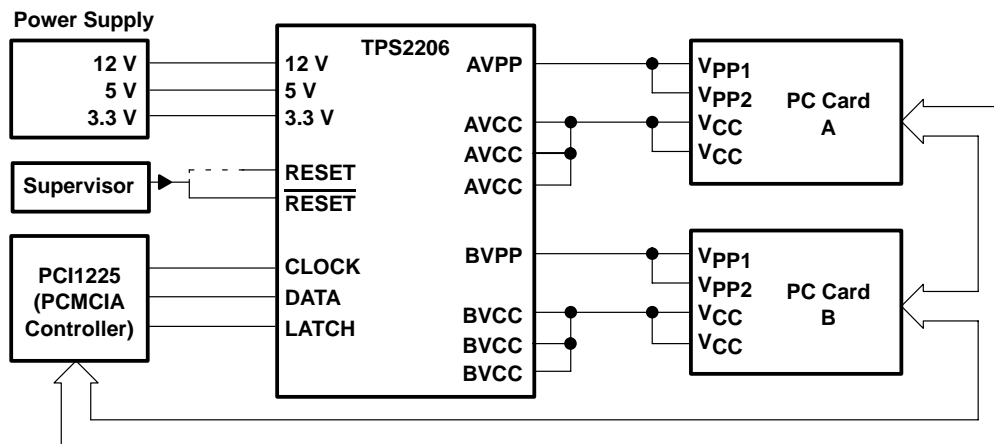 Power Supply
12 V
5 V
3.3 V
Supervisor
PCI1225
(PCMCIA
Controller)
TPS2206
12 V
5 V
3.3 V
RESET
RESET
CLOCK
DATA
LATCH
AVPP
AVCC
AVCC
AVCC
BVPP
BVCC
BVCC
BVCC
VPP1
VPP2
VCC
VCC
PC Card
A
VPP1
VPP2
VCC
VCC
PC Card
B